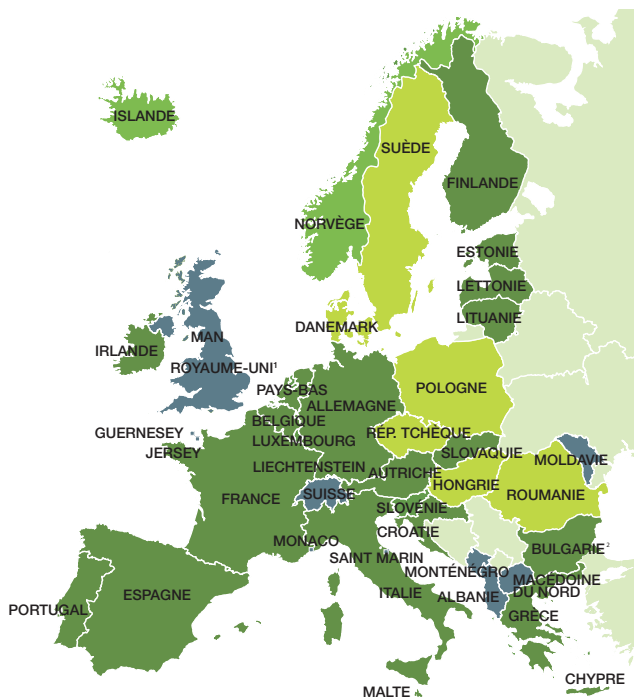 ISLANDE
SUÈDE
FINLANDE
NORVÈGE
ESTONIE
LETTONIE
LITUANIE
DANEMARK
MAN
IRLANDE
ROYAUME-UNI¹
PAYS-BAS
POLOGNE
ALLEMAGNE
BELGIQUE
GUERNESEY
RÉP. TCHÈQUE
LUXEMBOURG
JERSEY
SLOVAQUIE
MOLDAVIE
LIECHTENSTEIN
AUTRICHE
HONGRIE
SUISSE
FRANCE
ROUMANIE
SLOVÉNIE
CROATIE
MONACO
BULGARIE²
SAINT MARIN
MONTÉNÉGRO
MACÉDOINE
DU NORD
ESPAGNE
ITALIE
ALBANIE
PORTUGAL
GRÈCE
CHYPRE
MALTE